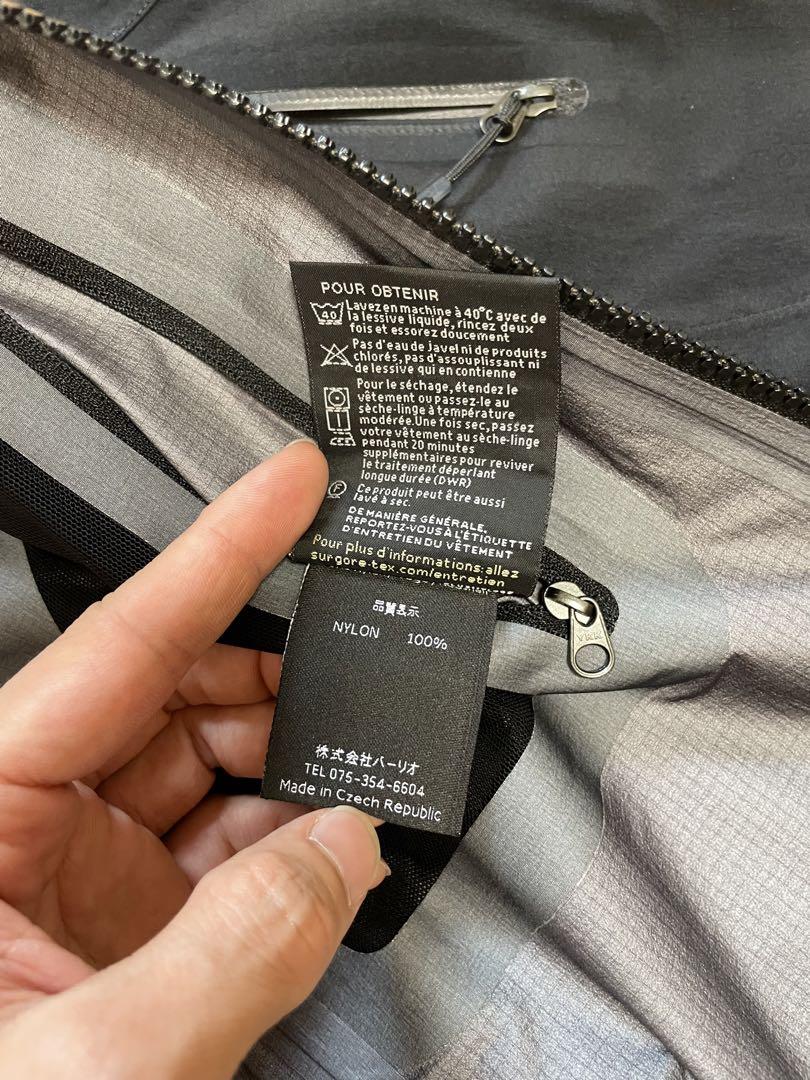 POUR OBTENIR
40
Lavez en machine à 40°C avec de
la lessive liquide, rincez deux
fois et essorez doucement
Pas d'eau de javel ni de produits
chlorés, pas d'assouplissant ni
de lessive qui en contienne
Pour le séchage, étendez le
vêtement ou passez-le au
sèche-linge à température
modérée. Une fois sec, passez
votre vêtement au sèche-linge
pendant 20 minutes
supplémentaires pour reviver
le traitement déperlant
longue durée (DWR)
F
Ce produit peut être aussi
lavé à sec.
DE MANIÈRE GÉNÉRALE,
REPORTEZ-VOUS À L'ÉTIQUETTE
D'ENTRETIEN DU VÊTEMENT
Pour plus d'informations: allez
sur gore-tex.com/entretien
品質表示
NYLON 100%
YKK
株式会社バーリオ
TEL 075-354-6604
Made in Czech Republic